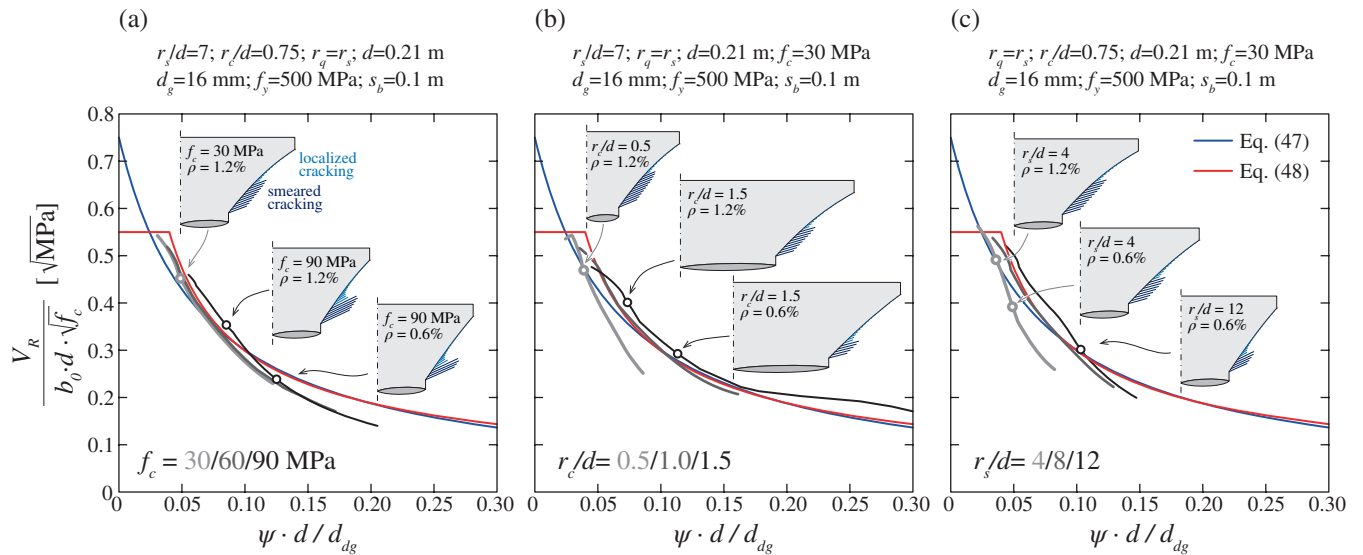 (a)
r_s/d=7; r_c/d=0.75; r_q=r_s; d=0.21 m
d_g=16 mm; f_y=500 MPa; s_b=0.1 m
(b)
r_s/d=7; r_q=r_s; d=0.21 m; f_c=30 MPa
d_g=16 mm; f_y=500 MPa; s_b=0.1 m
(c)
r_q=r_s; r_c/d=0.75; d=0.21 m; f_c=30 MPa
d_g=16 mm; f_y=500 MPa; s_b=0.1 m
V_R / b_0·d·√f_c [√MPa]
0.8
0.7
0.6
0.5
0.4
0.3
0.2
0.1
0
f_c = 30 MPa
ρ = 1.2%
localized
cracking
smeared
cracking
f_c = 90 MPa
ρ = 1.2%
f_c = 90 MPa
ρ = 0.6%
f_c = 30/60/90 MPa
0 0.05 0.10 0.15 0.20 0.25 0.30
ψ · d / d_dg
r_c/d = 0.5
ρ = 1.2%
r_c/d = 1.5
ρ = 1.2%
r_c/d = 1.5
ρ = 0.6%
r_c/d= 0.5/1.0/1.5
0 0.05 0.10 0.15 0.20 0.25 0.30
ψ · d / d_dg
Eq. (47)
Eq. (48)
r_s/d = 4
ρ = 1.2%
r_s/d = 4
ρ = 0.6%
r_s/d = 12
ρ = 0.6%
r_s/d= 4/8/12
0 0.05 0.10 0.15 0.20 0.25 0.30
ψ · d / d_dg